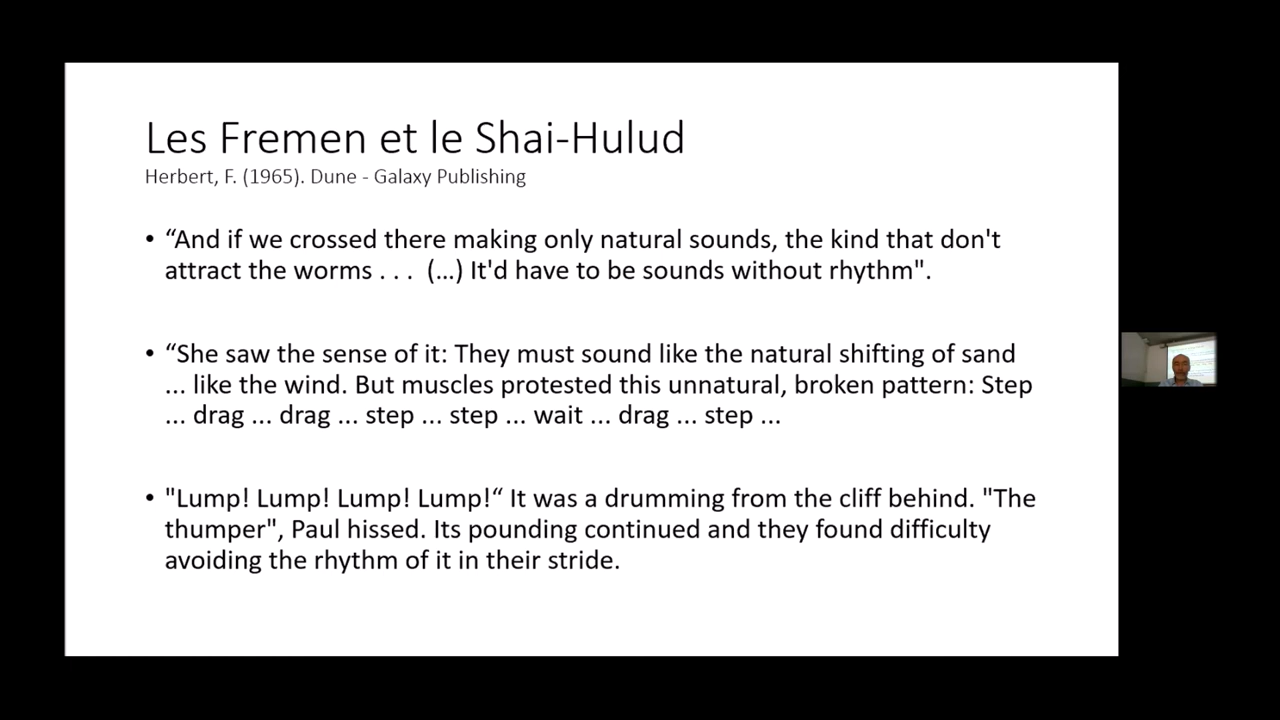 Les Fremen et le Shai-Hulud
Herbert, F. (1965). Dune - Galaxy Publishing
• “And if we crossed there making only natural sounds, the kind that don't
attract the worms . . . (…) It'd have to be sounds without rhythm".
• “She saw the sense of it: They must sound like the natural shifting of sand
... like the wind. But muscles protested this unnatural, broken pattern: Step
... drag ... drag ... step ... step ... wait ... drag ... step ...
• "Lump! Lump! Lump! Lump!“ It was a drumming from the cliff behind. "The
thumper", Paul hissed. Its pounding continued and they found difficulty
avoiding the rhythm of it in their stride.